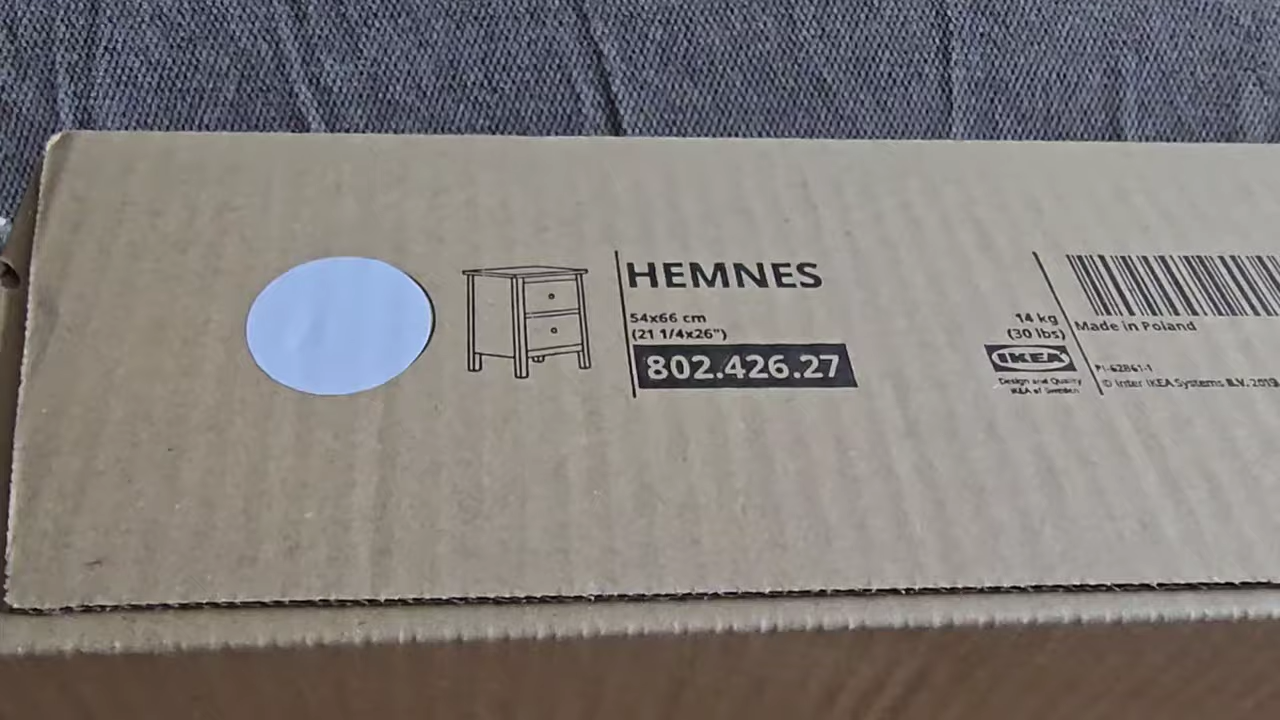 HEMNES
54x66 cm
(21 1/4x26")
802.426.27
14 kg
(30 lbs)
IKEA
Design and Quality
IKEA of Sweden
Made in Poland
© Inter IKEA Systems B.V. 2019